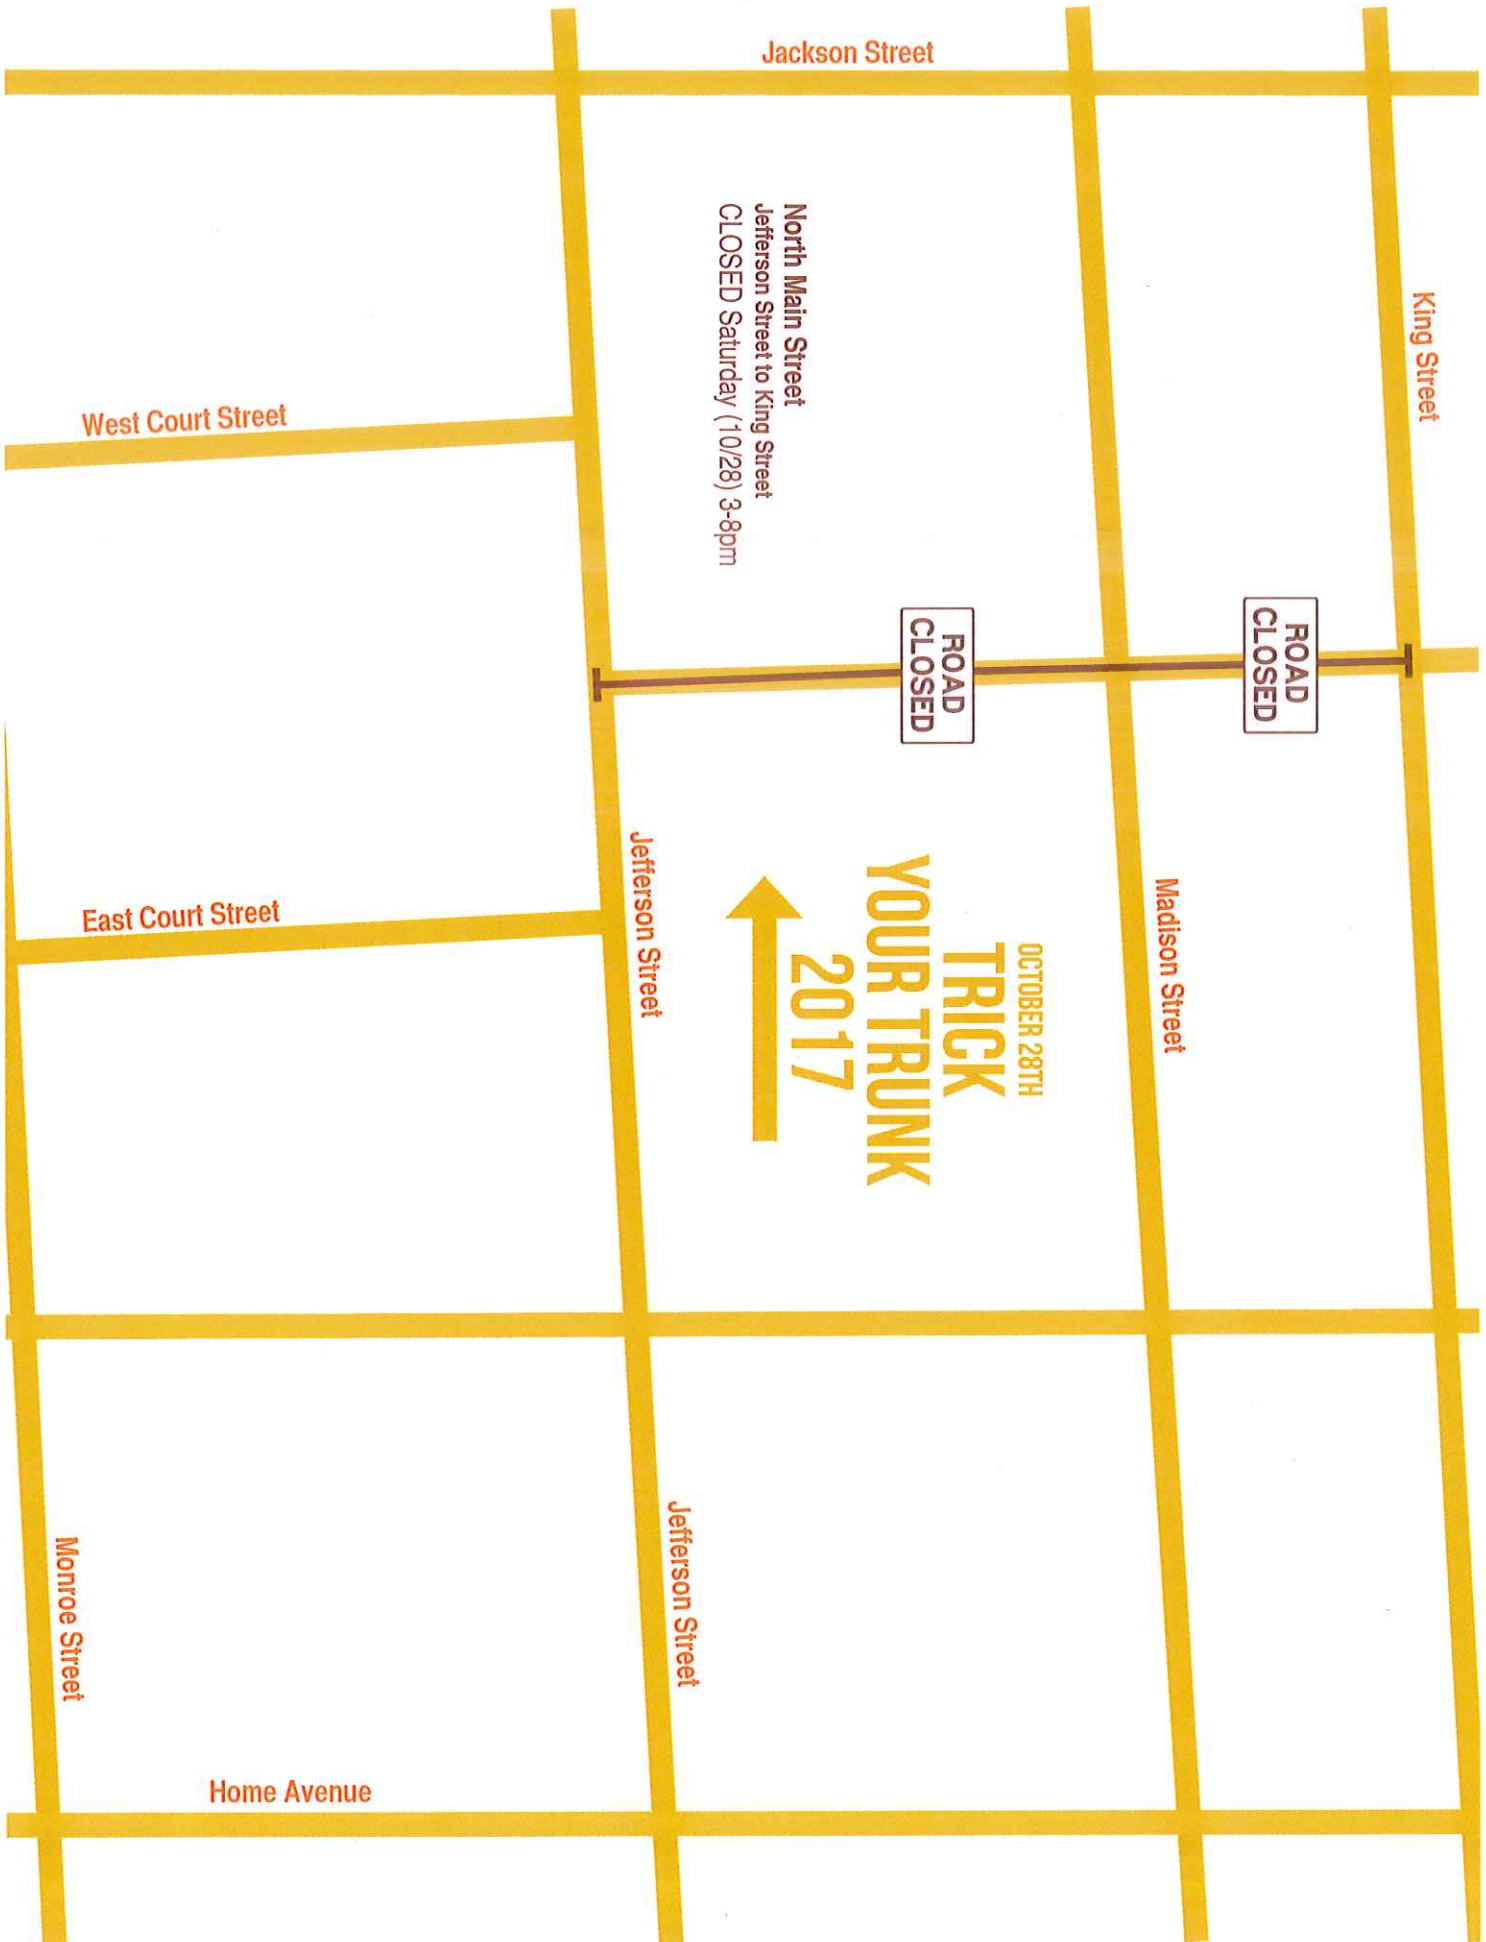 Jackson Street
King Street
North Main Street
Jefferson Street to King Street
CLOSED Saturday (10/28) 3-8pm
West Court Street
ROAD
CLOSED
ROAD
CLOSED
Madison Street
OCTOBER 28TH
TRICK
YOUR TRUNK
2017
Jefferson Street
East Court Street
Jefferson Street
Monroe Street
Home Avenue